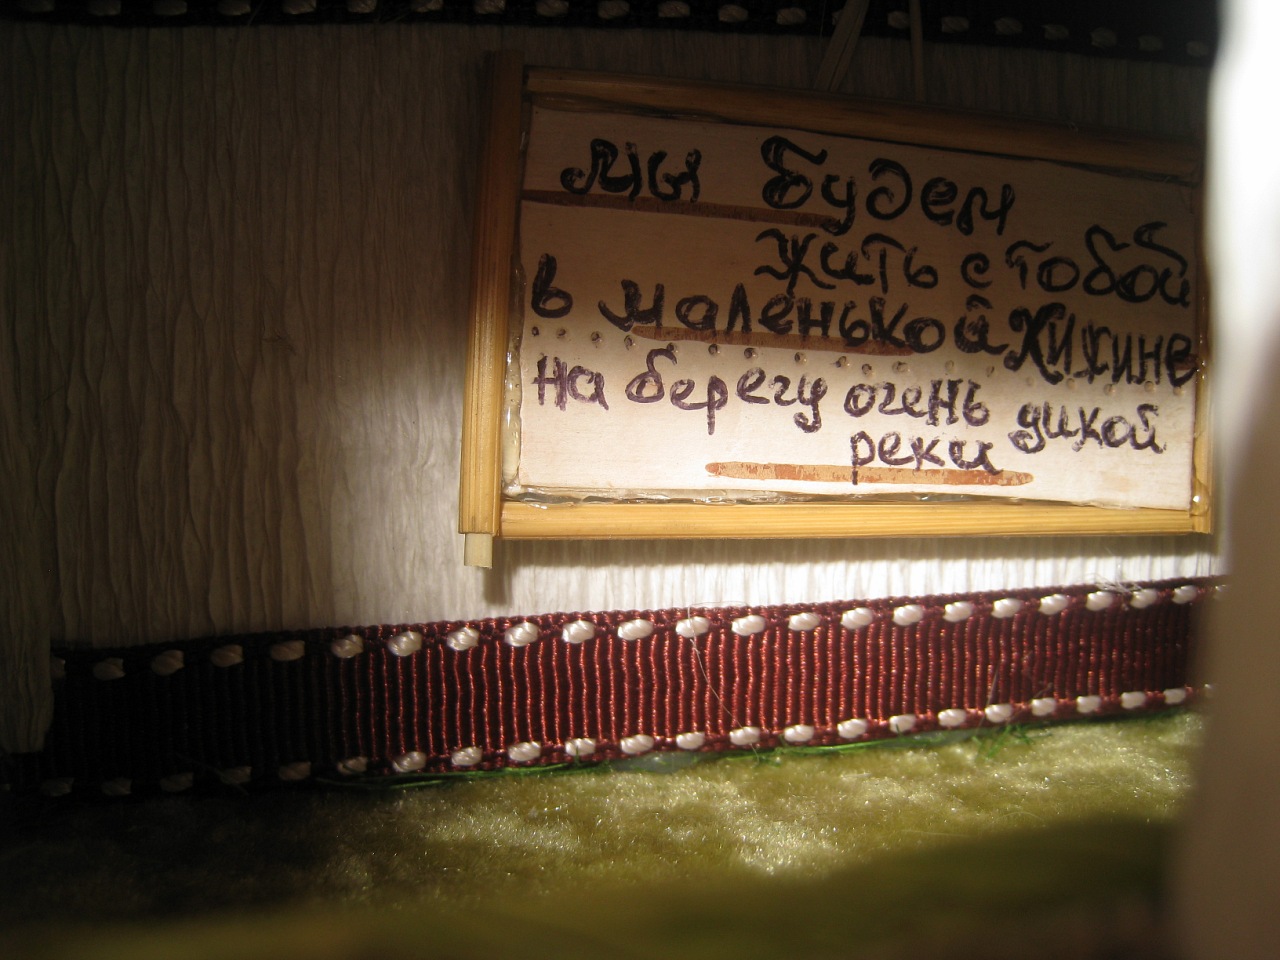 мы будем
жить с тобой
в маленькой хижине
на берегу очень дикой
реки